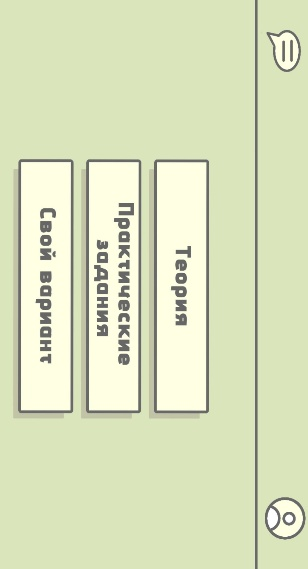 Теория
Практические
задания
Свой вариант